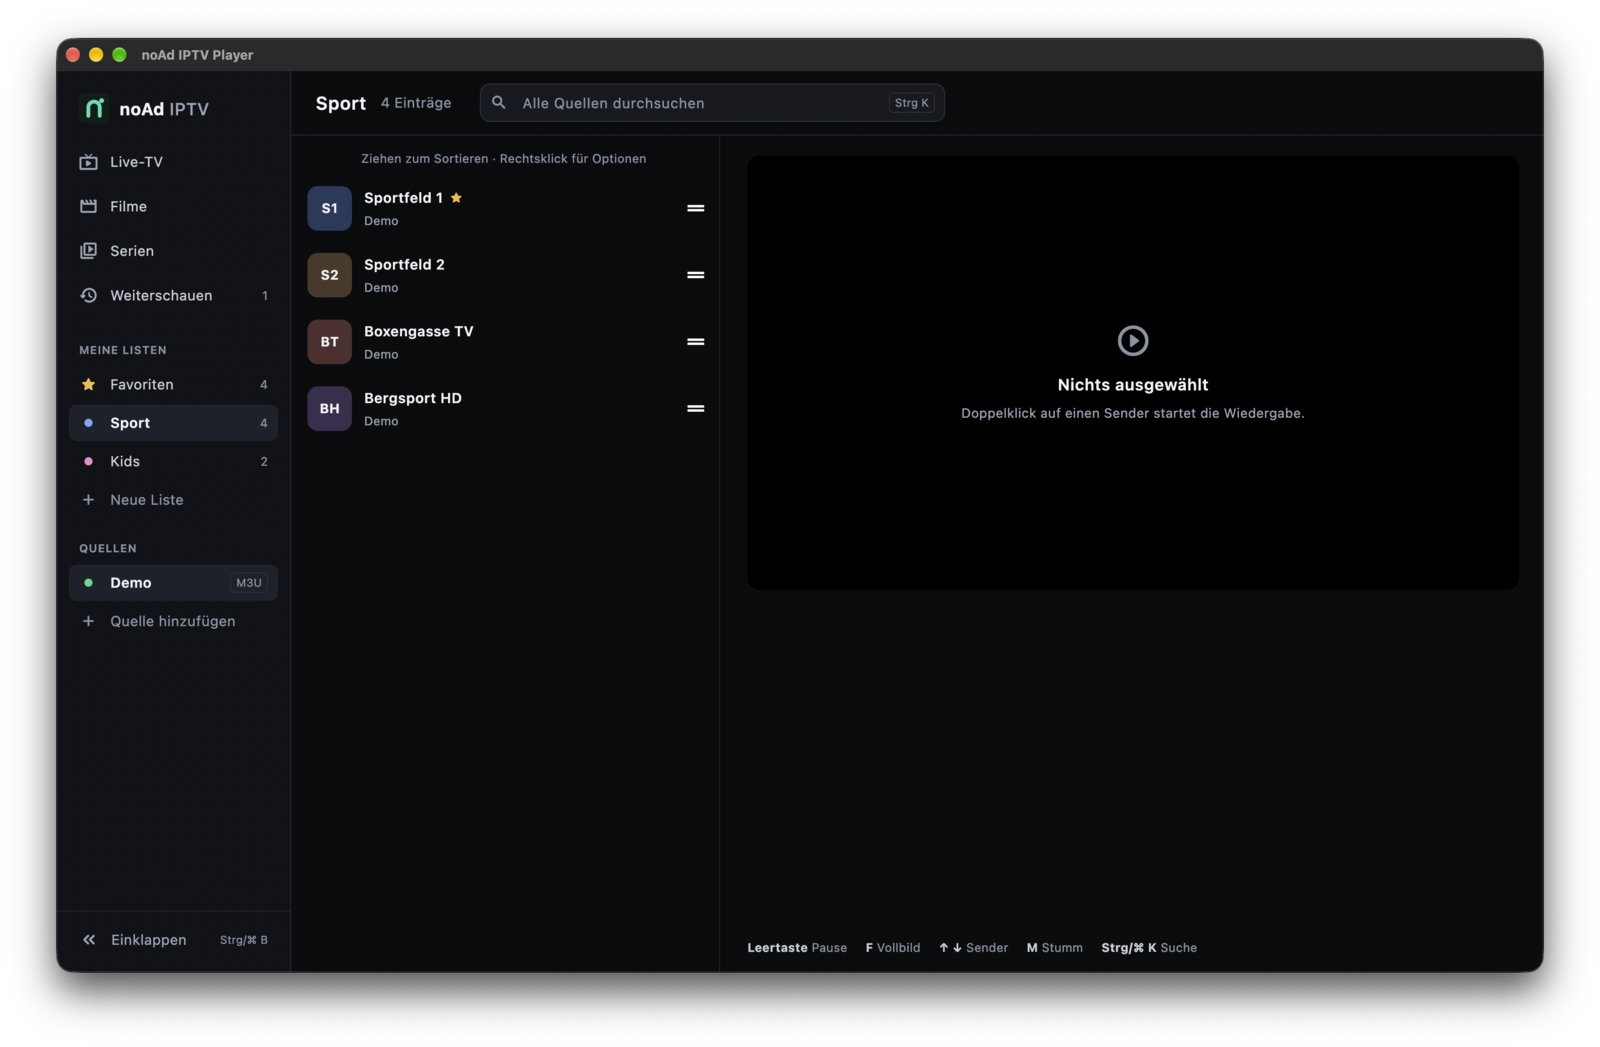 noAd IPTV Player
noAd IPTV
Live-TV
Filme
Serien
Weiterschauen 1
MEINE LISTEN
Favoriten 4
Sport 4
Kids 2
Neue Liste
QUELLEN
Demo M3U
Quelle hinzufügen
Einklappen Strg/⌘ B
Sport 4 Einträge
Alle Quellen durchsuchen Strg K
Ziehen zum Sortieren · Rechtsklick für Optionen
S1 Sportfeld 1
Demo
S2 Sportfeld 2
Demo
BT Boxengasse TV
Demo
BH Bergsport HD
Demo
Nichts ausgewählt
Doppelklick auf einen Sender startet die Wiedergabe.
Leertaste Pause F Vollbild ↑ ↓ Sender M Stumm Strg/⌘ K Suche